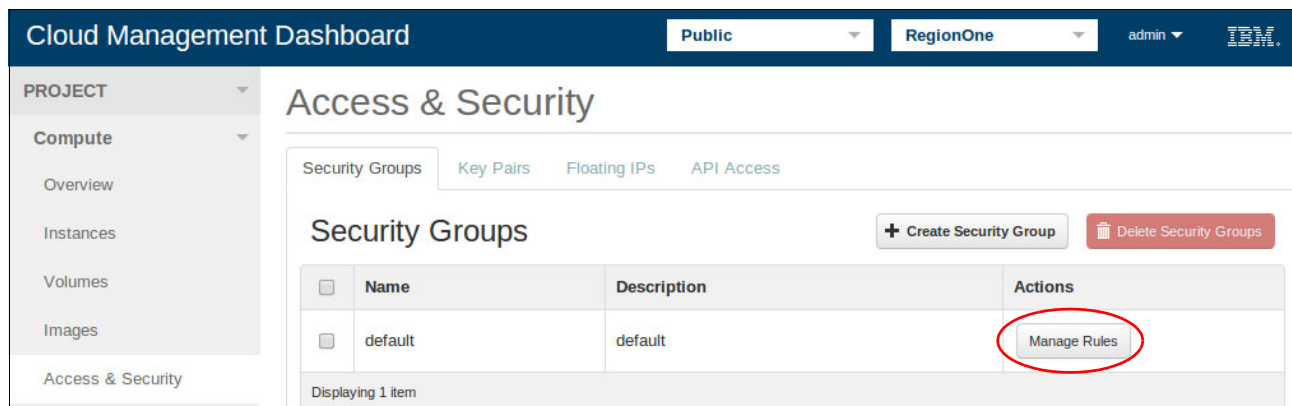 Cloud Management Dashboard
Public
RegionOne
admin
IBM.
PROJECT
Compute
Overview
Instances
Volumes
Images
Access & Security
Access & Security
Security Groups
Key Pairs
Floating IPs
API Access
Security Groups
+ Create Security Group
Delete Security Groups
Name
Description
Actions
default
default
Manage Rules
Displaying 1 item